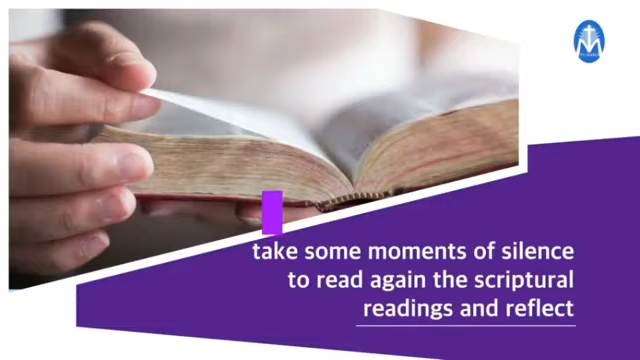 take some moments of silence
to read again the scriptural
readings and reflect